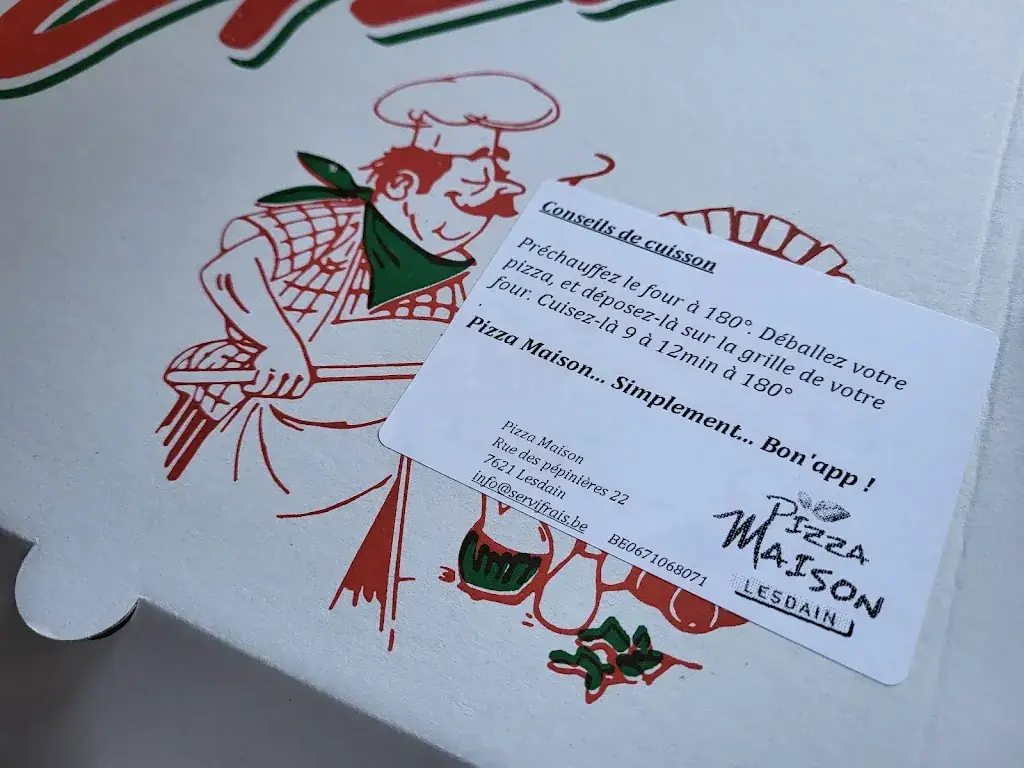 Conseils de cuisson
Préchauffez le four à 180°. Déballez votre
pizza, et déposez-là sur la grille de votre
four. Cuisez-là 9 à 12min à 180°
Pizza Maison... Simplement... Bon'app !
Pizza Maison
Rue des pépinières 22
7621 Lesdain
info@servifrais.be
BE0671068071
PIZZA
MAISON
LESDAIN